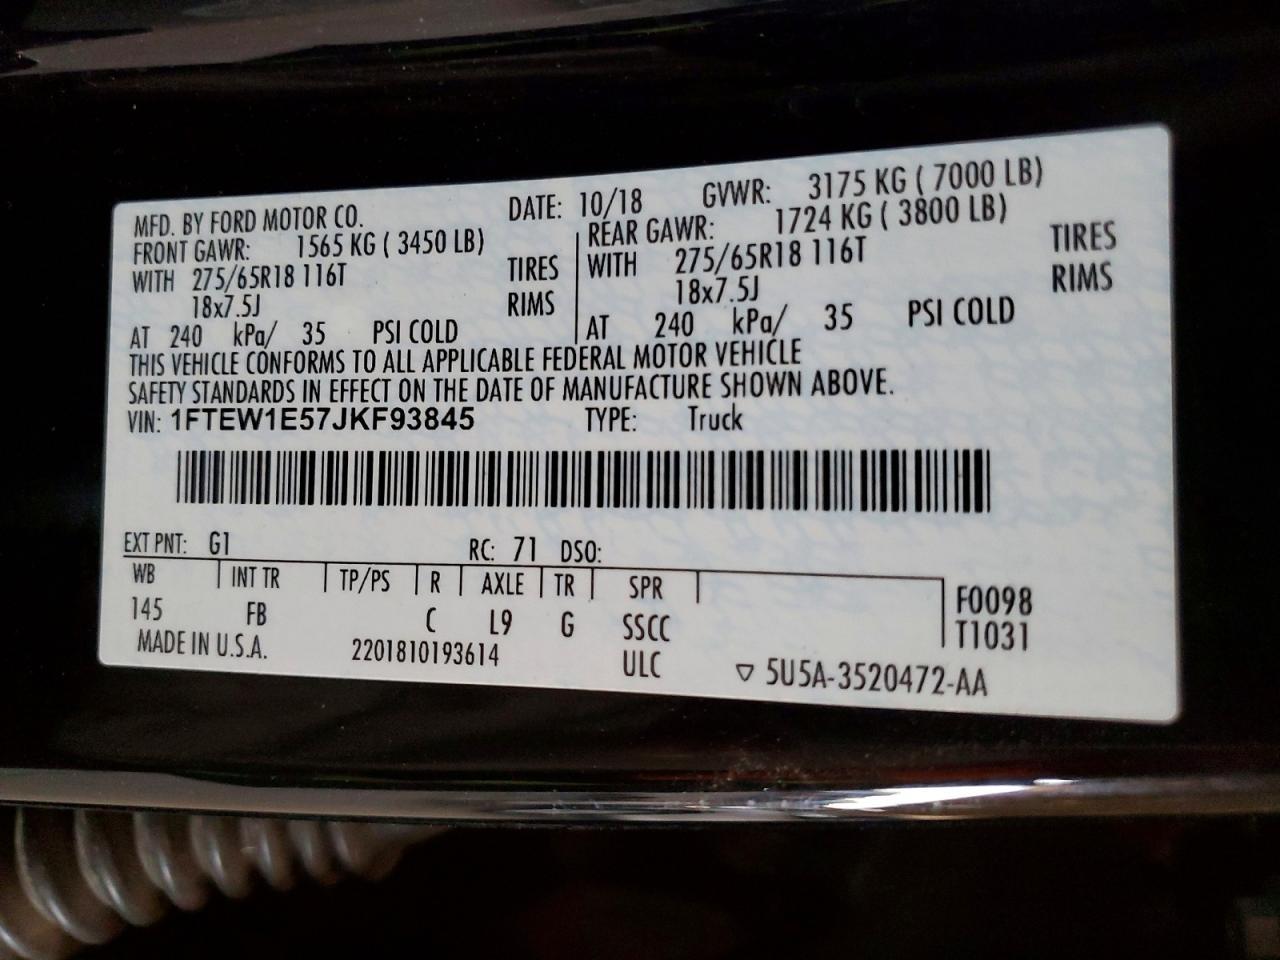 MFD. BY FORD MOTOR CO. DATE: 10/18 GVWR: 3175 KG ( 7000 LB)
FRONT GAWR: 1565 KG ( 3450 LB) REAR GAWR: 1724 KG ( 3800 LB)
WITH 275/65R18 116T TIRES WITH 275/65R18 116T TIRES
18x7.5J RIMS 18x7.5J RIMS
AT 240 kPa/ 35 PSI COLD AT 240 kPa/ 35 PSI COLD
THIS VEHICLE CONFORMS TO ALL APPLICABLE FEDERAL MOTOR VEHICLE
SAFETY STANDARDS IN EFFECT ON THE DATE OF MANUFACTURE SHOWN ABOVE.
VIN: 1FTEW1E57JKF93845 TYPE: Truck
EXT PNT: G1 RC: 71 DSO:
WB INT TR TP/PS R AXLE TR SPR F0098
145 FB C L9 G SSCC T1031
MADE IN U.S.A. 2201810193614 ULC ▽ 5U5A-3520472-AA